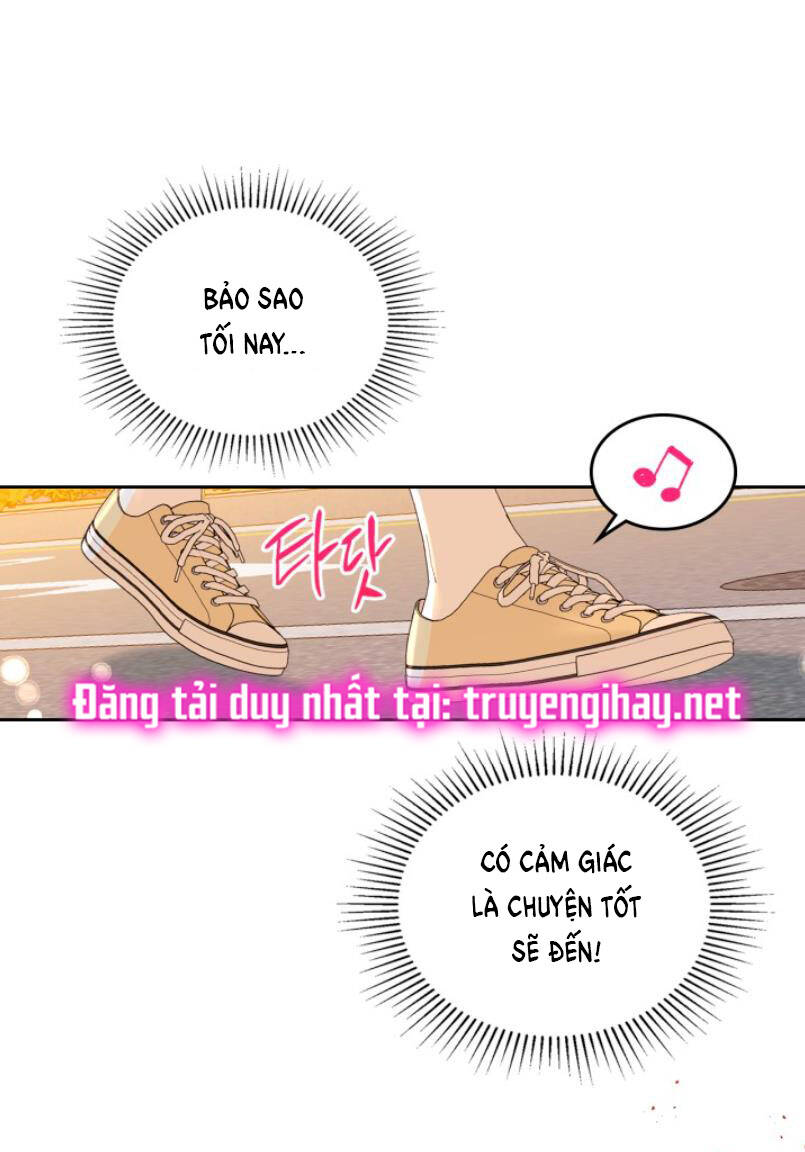 BẢO SAO
TỐI NAY...
타닷
Đăng tải duy nhất tại: truyengihay.net
CÓ CẢM GIÁC
LÀ CHUYỆN TỐT
SẼ ĐẾN!